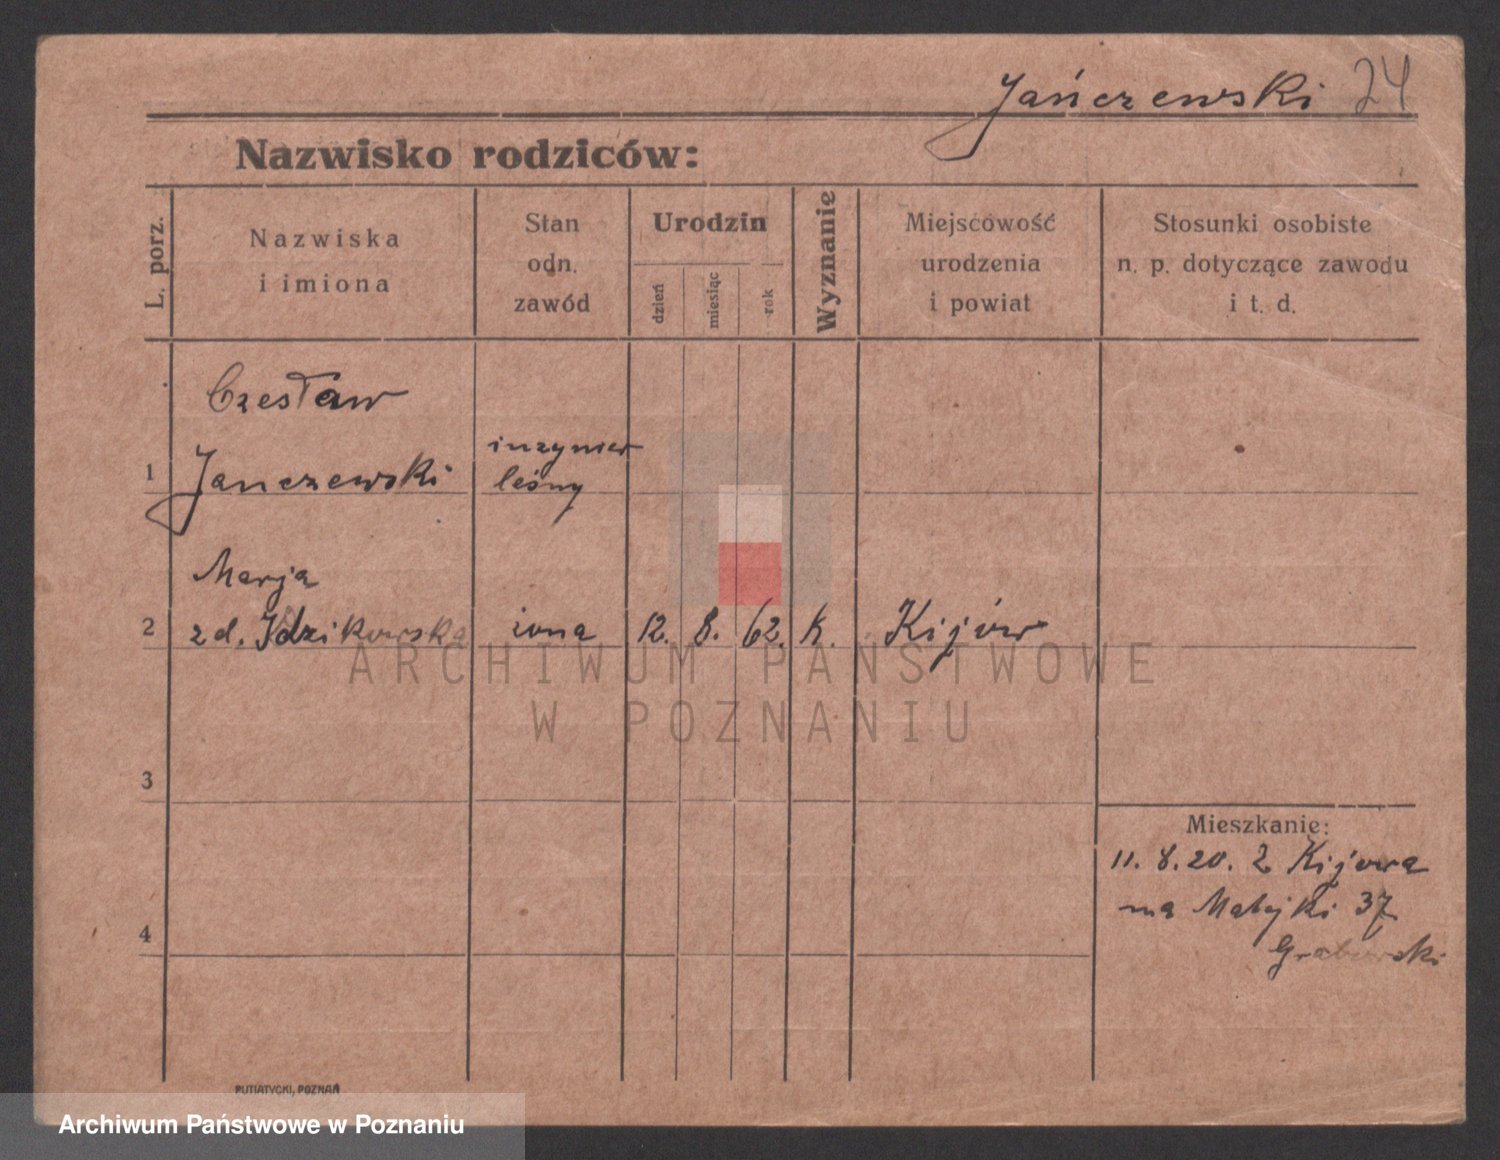 Jańczewski 24
Nazwisko rodziców:
L. porz.
Nazwiska
i imiona
Stan
odn.
zawód
Urodzin
dzień
miesiąc
rok
Wyznanie
Miejscowość
urodzenia
i powiat
Stosunki osobiste
n. p. dotyczące zawodu
i t. d.
Czesław
1 Janczewski
inżynier
leśny
Marja
2 zd. Idzikowska żona 12. 8. 62. K. Kijów
ARCHIWUM PAŃSTWOWE
W POZNANIU
3
Mieszkanie:
11. 8. 20. z Kijowa
na Matejki 37
Grabowski
4
PUTIATYCKI, POZNAŃ
Archiwum Państwowe w Poznaniu